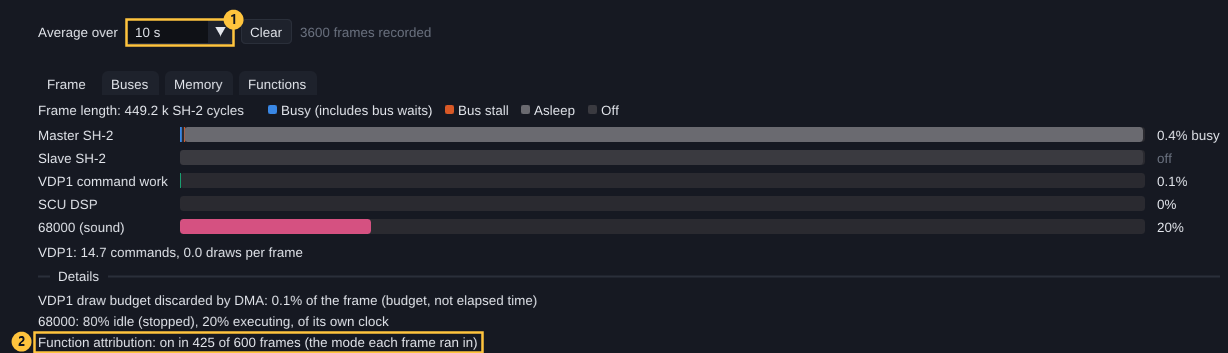 1
Average over 10 s ▼ Clear 3600 frames recorded
Frame Buses Memory Functions
Frame length: 449.2 k SH-2 cycles Busy (includes bus waits) Bus stall Asleep Off
Master SH-2 0.4% busy
Slave SH-2 off
VDP1 command work 0.1%
SCU DSP 0%
68000 (sound) 20%
VDP1: 14.7 commands, 0.0 draws per frame
Details
VDP1 draw budget discarded by DMA: 0.1% of the frame (budget, not elapsed time)
68000: 80% idle (stopped), 20% executing, of its own clock
2 Function attribution: on in 425 of 600 frames (the mode each frame ran in)